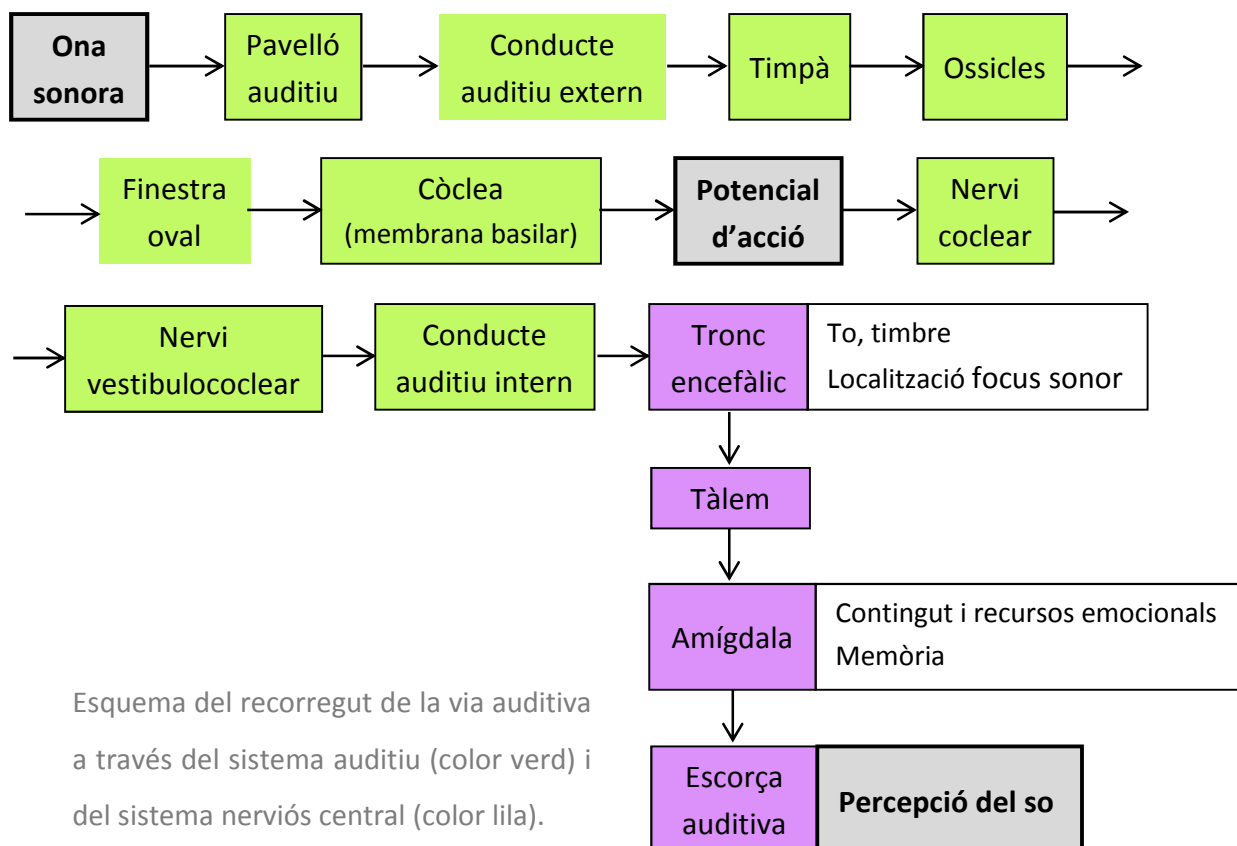 Ona
sonora
Pavelló
auditiu
Conducte
auditiu extern
Timpà
Ossicles
Finestra
oval
Còclea
(membrana basilar)
Potencial
d’acció
Nervi
coclear
Nervi
vestibulococlear
Conducte
auditiu intern
Tronc
encefàlic
To, timbre
Localització focus sonor
Tàlem
Amígdala
Contingut i recursos emocionals
Memòria
Esquema del recorregut de la via auditiva
a través del sistema auditiu (color verd) i
del sistema nerviós central (color lila).
Escorça
auditiva
Percepció del so